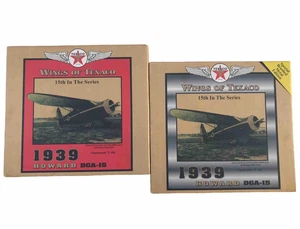 WINGS OF TEXACO
15th In The Series
1939
HOWARD DGA-15
WINGS OF TEXACO
15th In The Series
1939
HOWARD DGA-15